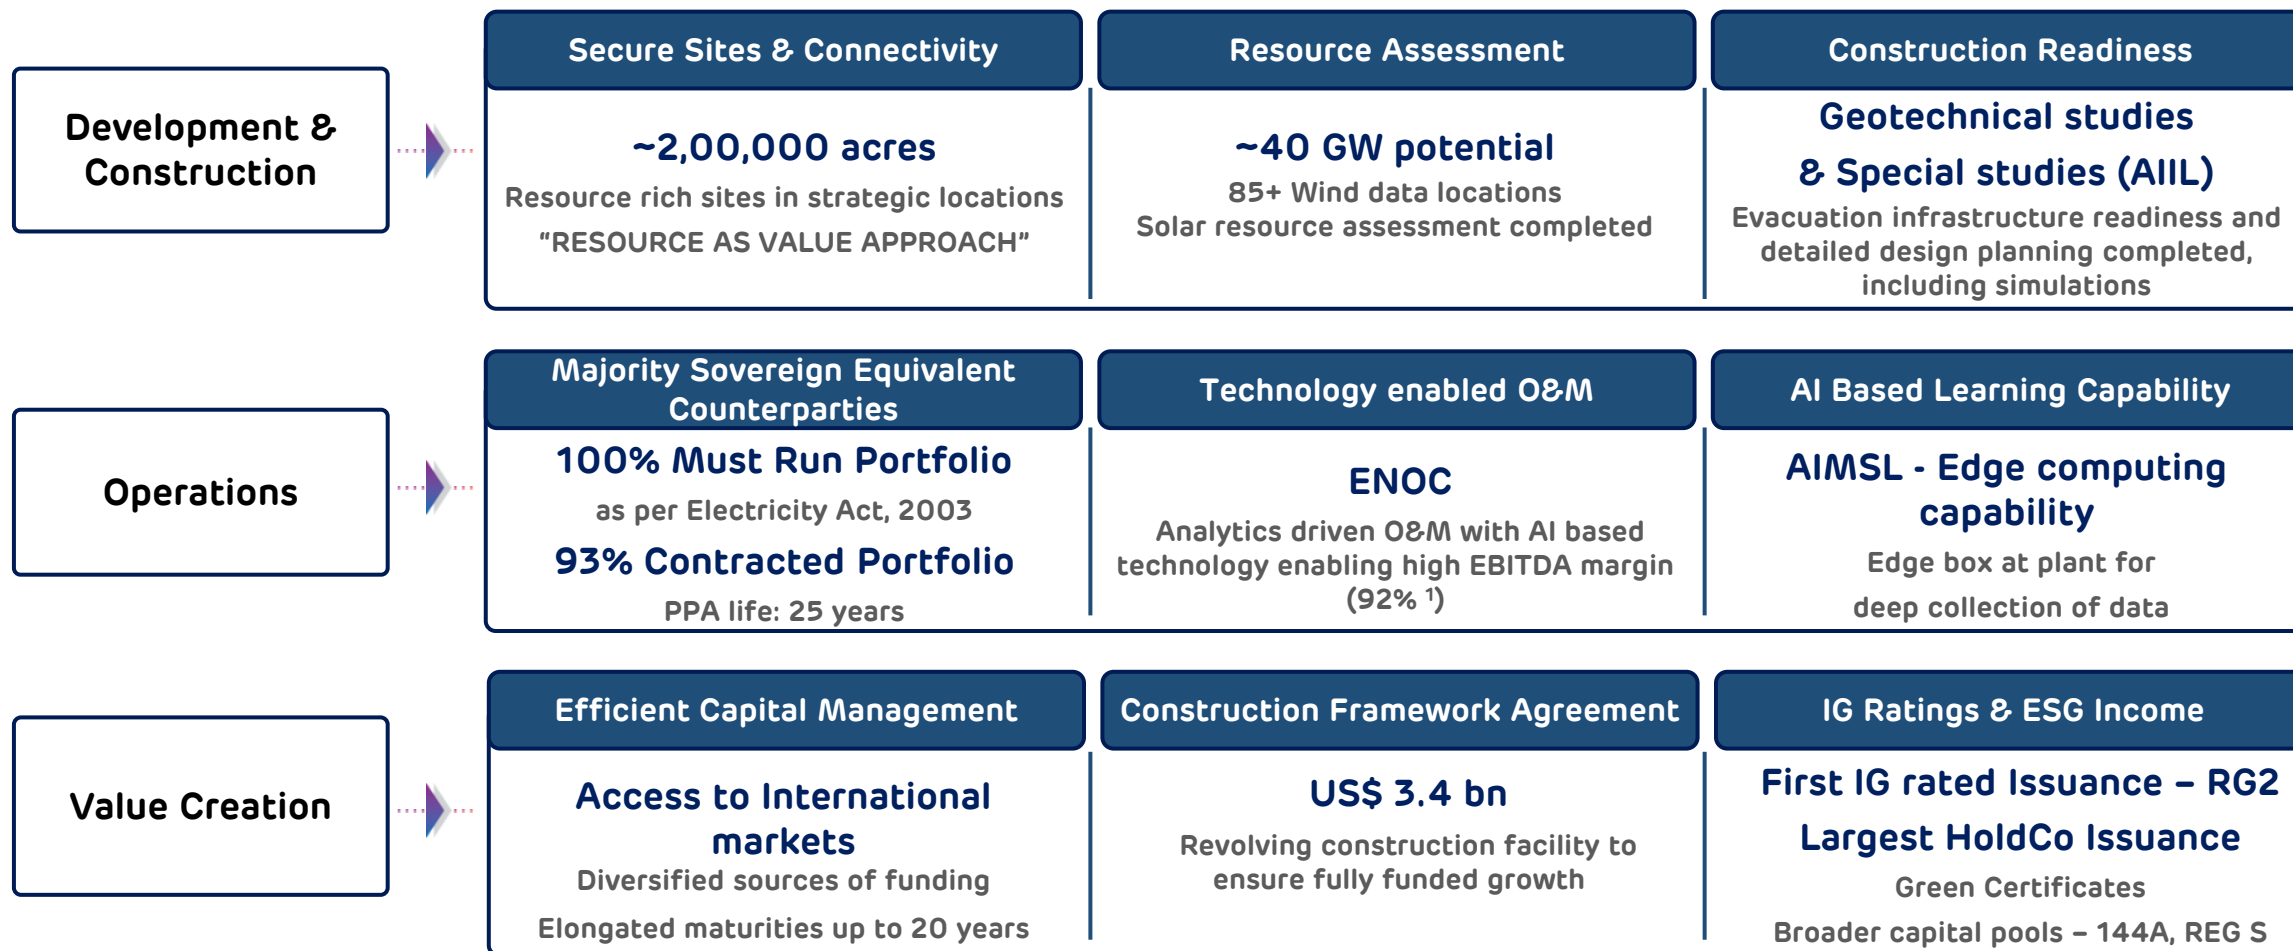 Development &
Construction
Secure Sites & Connectivity
~2,00,000 acres
Resource rich sites in strategic locations
“RESOURCE AS VALUE APPROACH”
Resource Assessment
~40 GW potential
85+ Wind data locations
Solar resource assessment completed
Construction Readiness
Geotechnical studies
& Special studies (AIIL)
Evacuation infrastructure readiness and
detailed design planning completed,
including simulations
Operations
Majority Sovereign Equivalent
Counterparties
100% Must Run Portfolio
as per Electricity Act, 2003
93% Contracted Portfolio
PPA life: 25 years
Technology enabled O&M
ENOC
Analytics driven O&M with AI based
technology enabling high EBITDA margin
(92% ¹)
AI Based Learning Capability
AIMSL - Edge computing
capability
Edge box at plant for
deep collection of data
Value Creation
Efficient Capital Management
Access to International
markets
Diversified sources of funding
Elongated maturities up to 20 years
Construction Framework Agreement
US$ 3.4 bn
Revolving construction facility to
ensure fully funded growth
IG Ratings & ESG Income
First IG rated Issuance – RG2
Largest HoldCo Issuance
Green Certificates
Broader capital pools – 144A, REG S